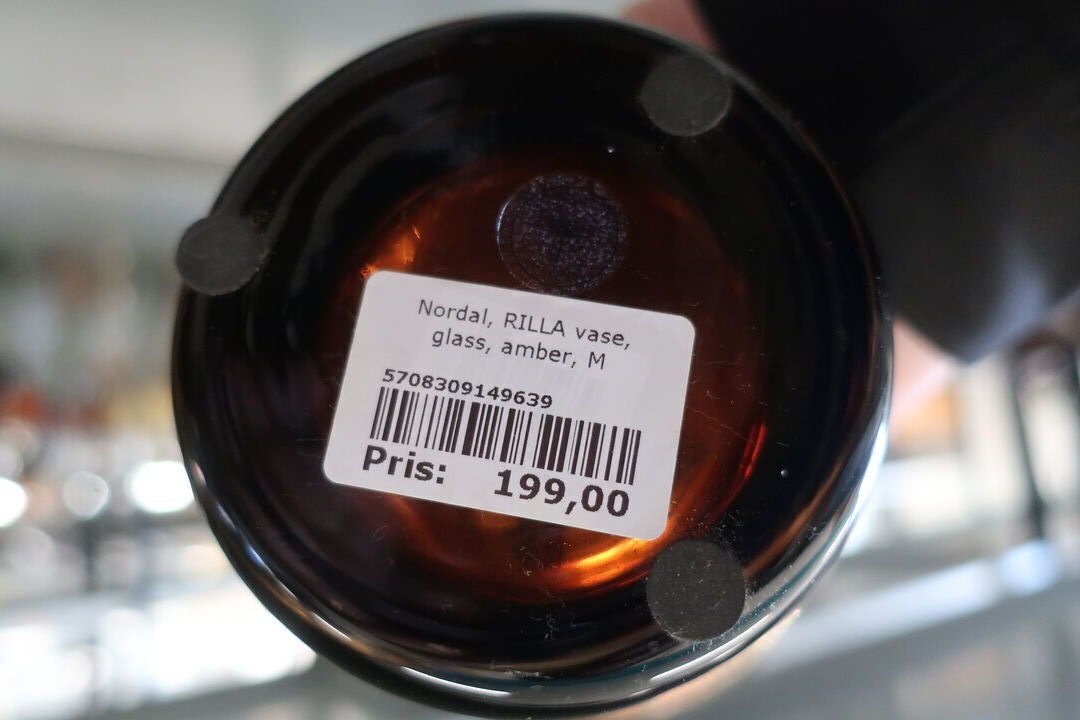 Nordal, RILLA vase,
glass, amber, M
5708309149639
Pris: 199,00